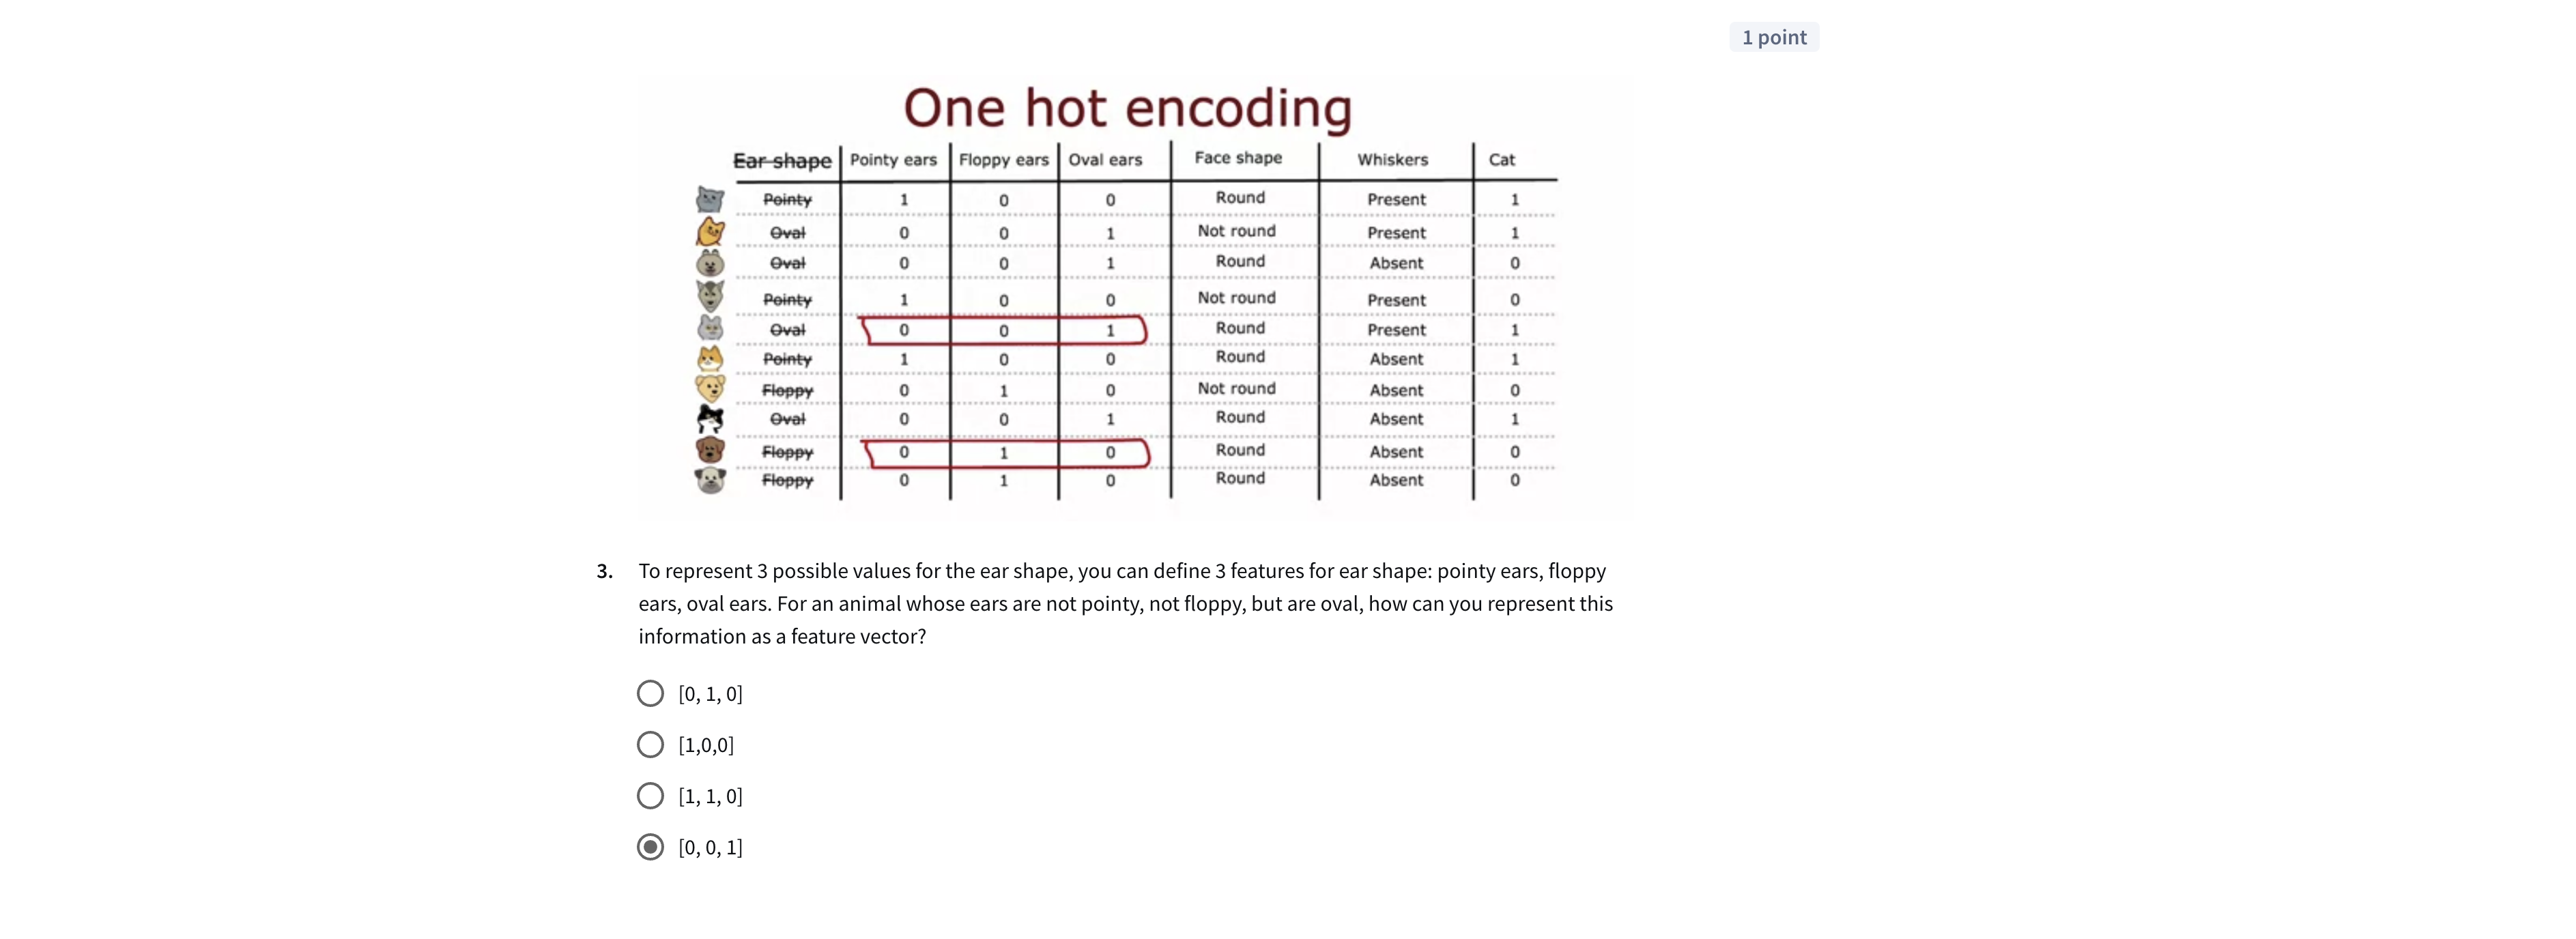 1 point
One hot encoding
Ear shape Pointy ears Floppy ears Oval ears Face shape Whiskers Cat
Pointy 1 0 0 Round Present 1
Oval 0 0 1 Not round Present 1
Oval 0 0 1 Round Absent 0
Pointy 1 0 0 Not round Present 0
Oval 0 0 1 Round Present 1
Pointy 1 0 0 Round Absent 1
Floppy 0 1 0 Not round Absent 0
Oval 0 0 1 Round Absent 1
Floppy 0 1 0 Round Absent 0
Floppy 0 1 0 Round Absent 0
3. To represent 3 possible values for the ear shape, you can define 3 features for ear shape: pointy ears, floppy
ears, oval ears. For an animal whose ears are not pointy, not floppy, but are oval, how can you represent this
information as a feature vector?
[0, 1, 0]
[1,0,0]
[1, 1, 0]
[0, 0, 1]